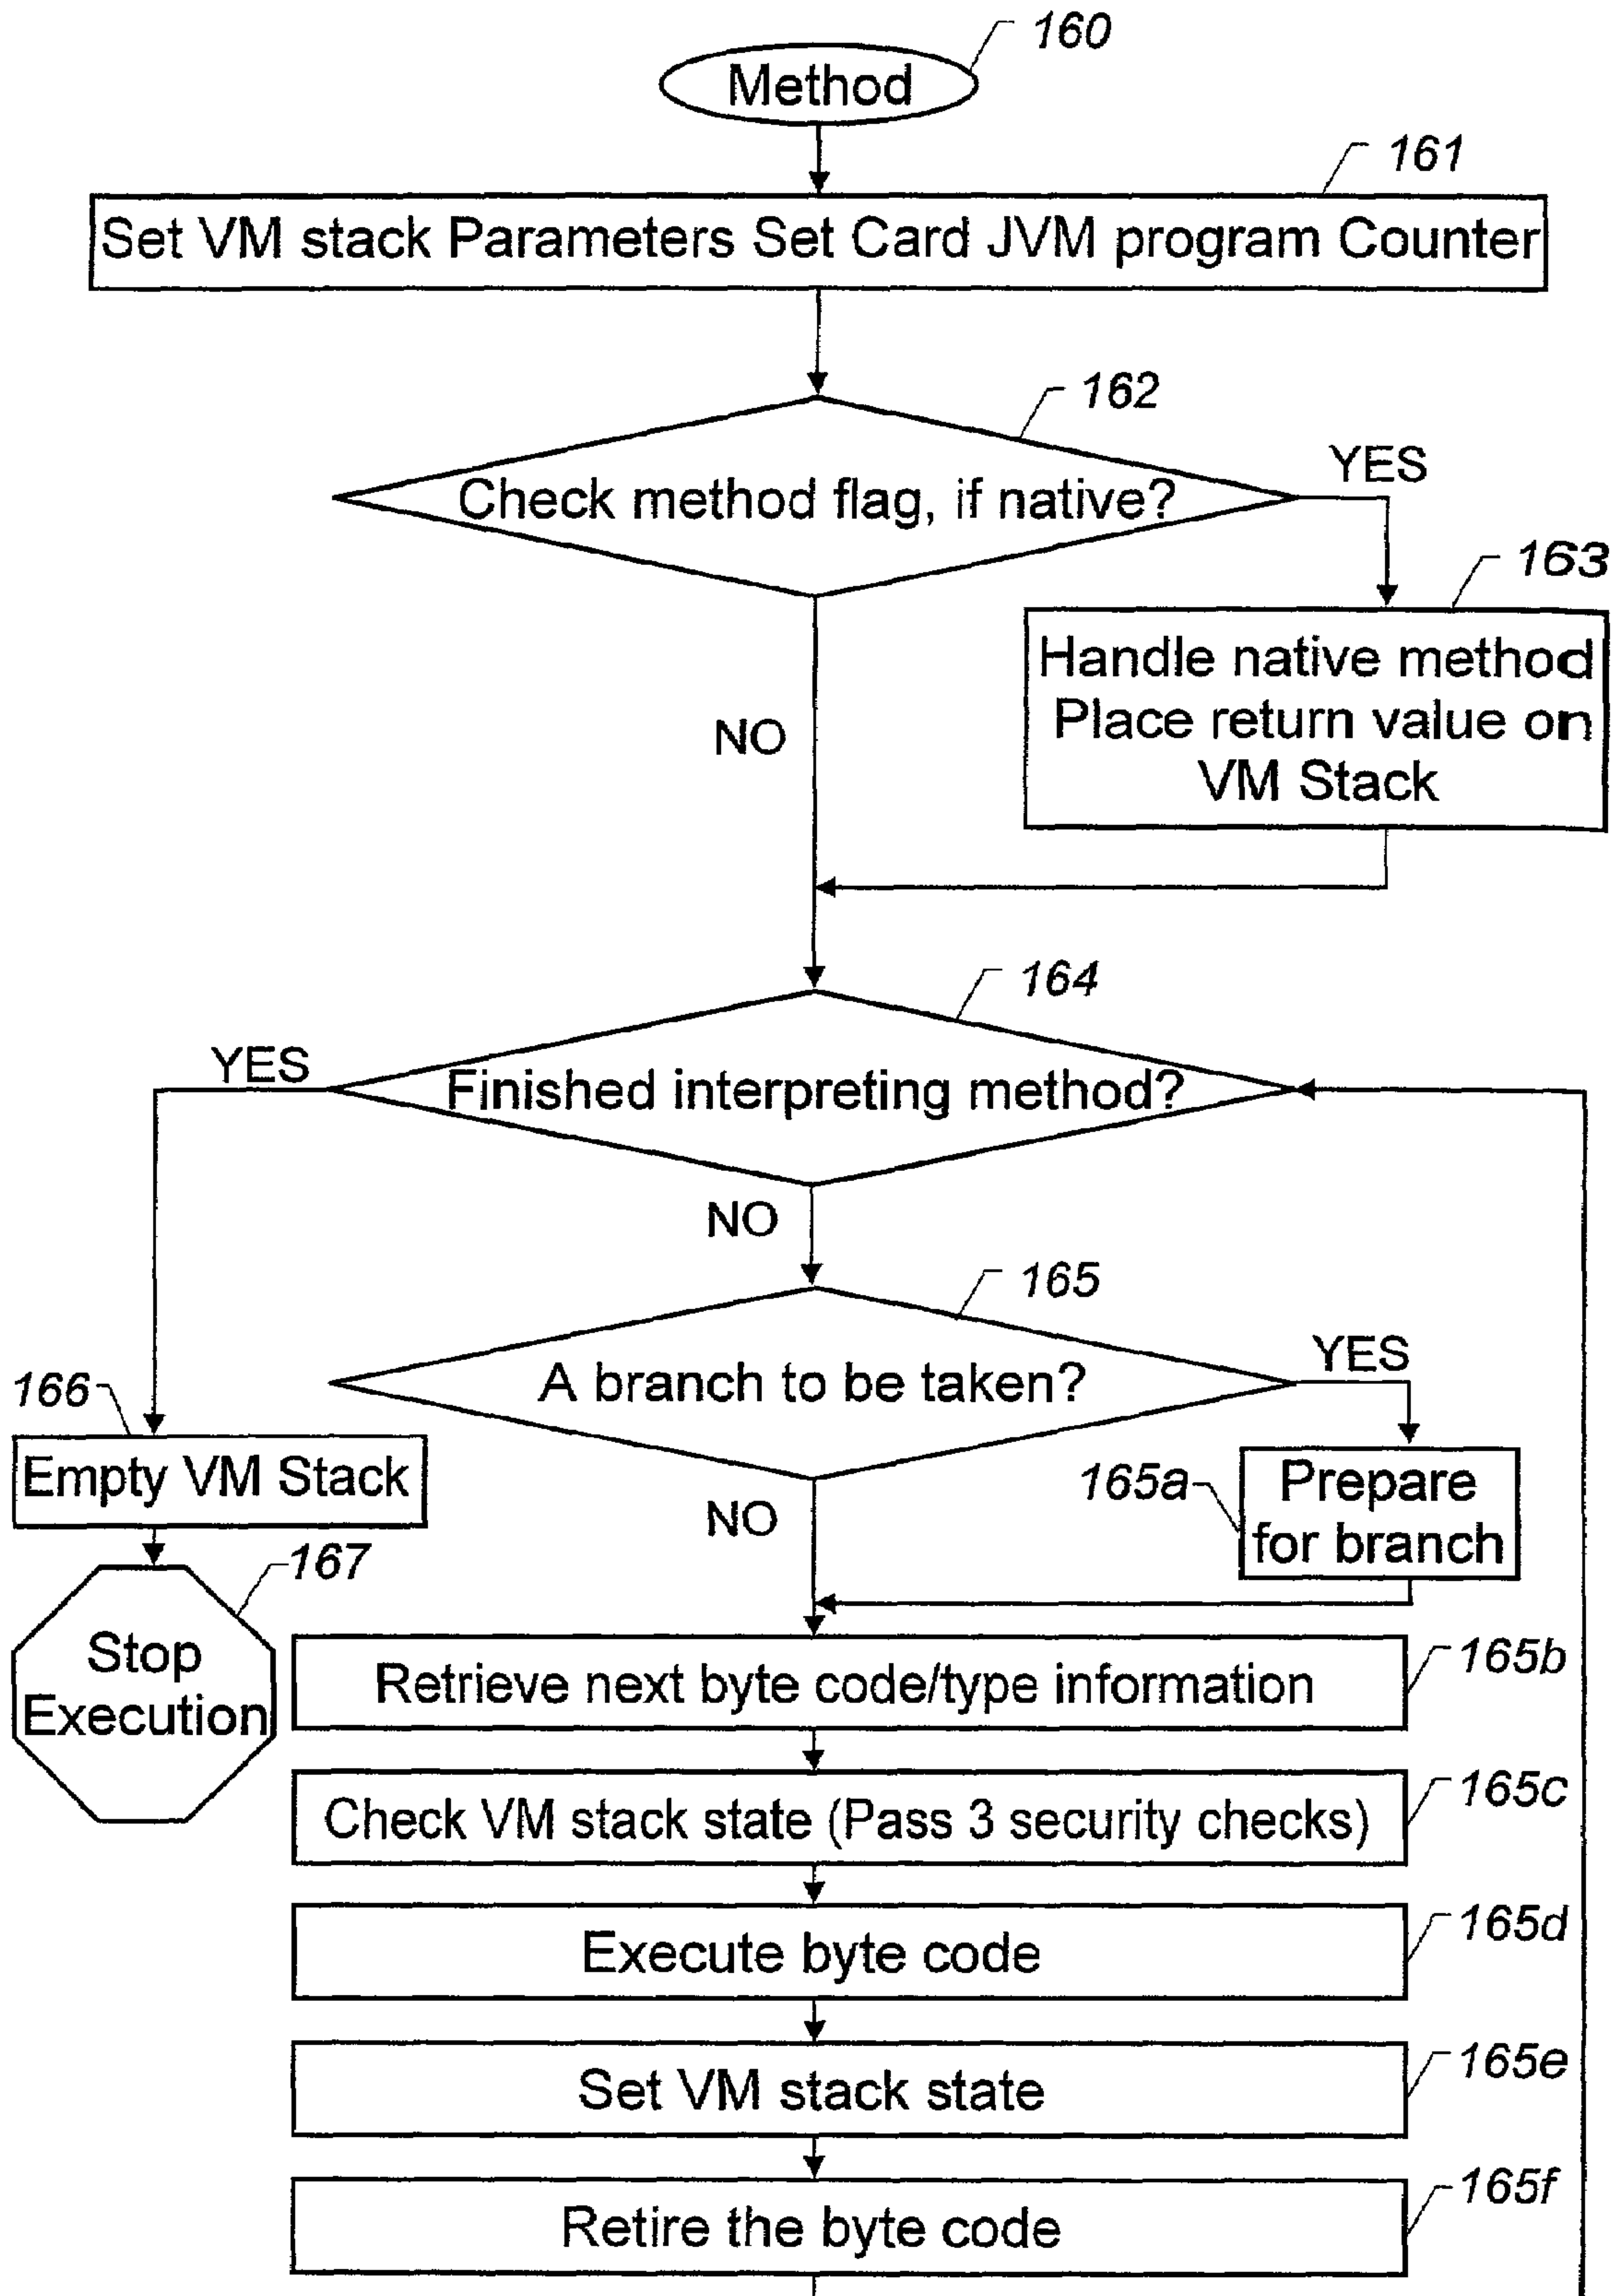 160
Method
161
Set VM stack Parameters Set Card JVM program Counter
162
Check method flag, if native?
YES
163
Handle native method
Place return value on
VM Stack
NO
164
YES
Finished interpreting method?
NO
165
A branch to be taken?
YES
166
Empty VM Stack
165a
Prepare
for branch
NO
167
Stop
Execution
165b
Retrieve next byte code/type information
165c
Check VM stack state (Pass 3 security checks)
165d
Execute byte code
165e
Set VM stack state
165f
Retire the byte code